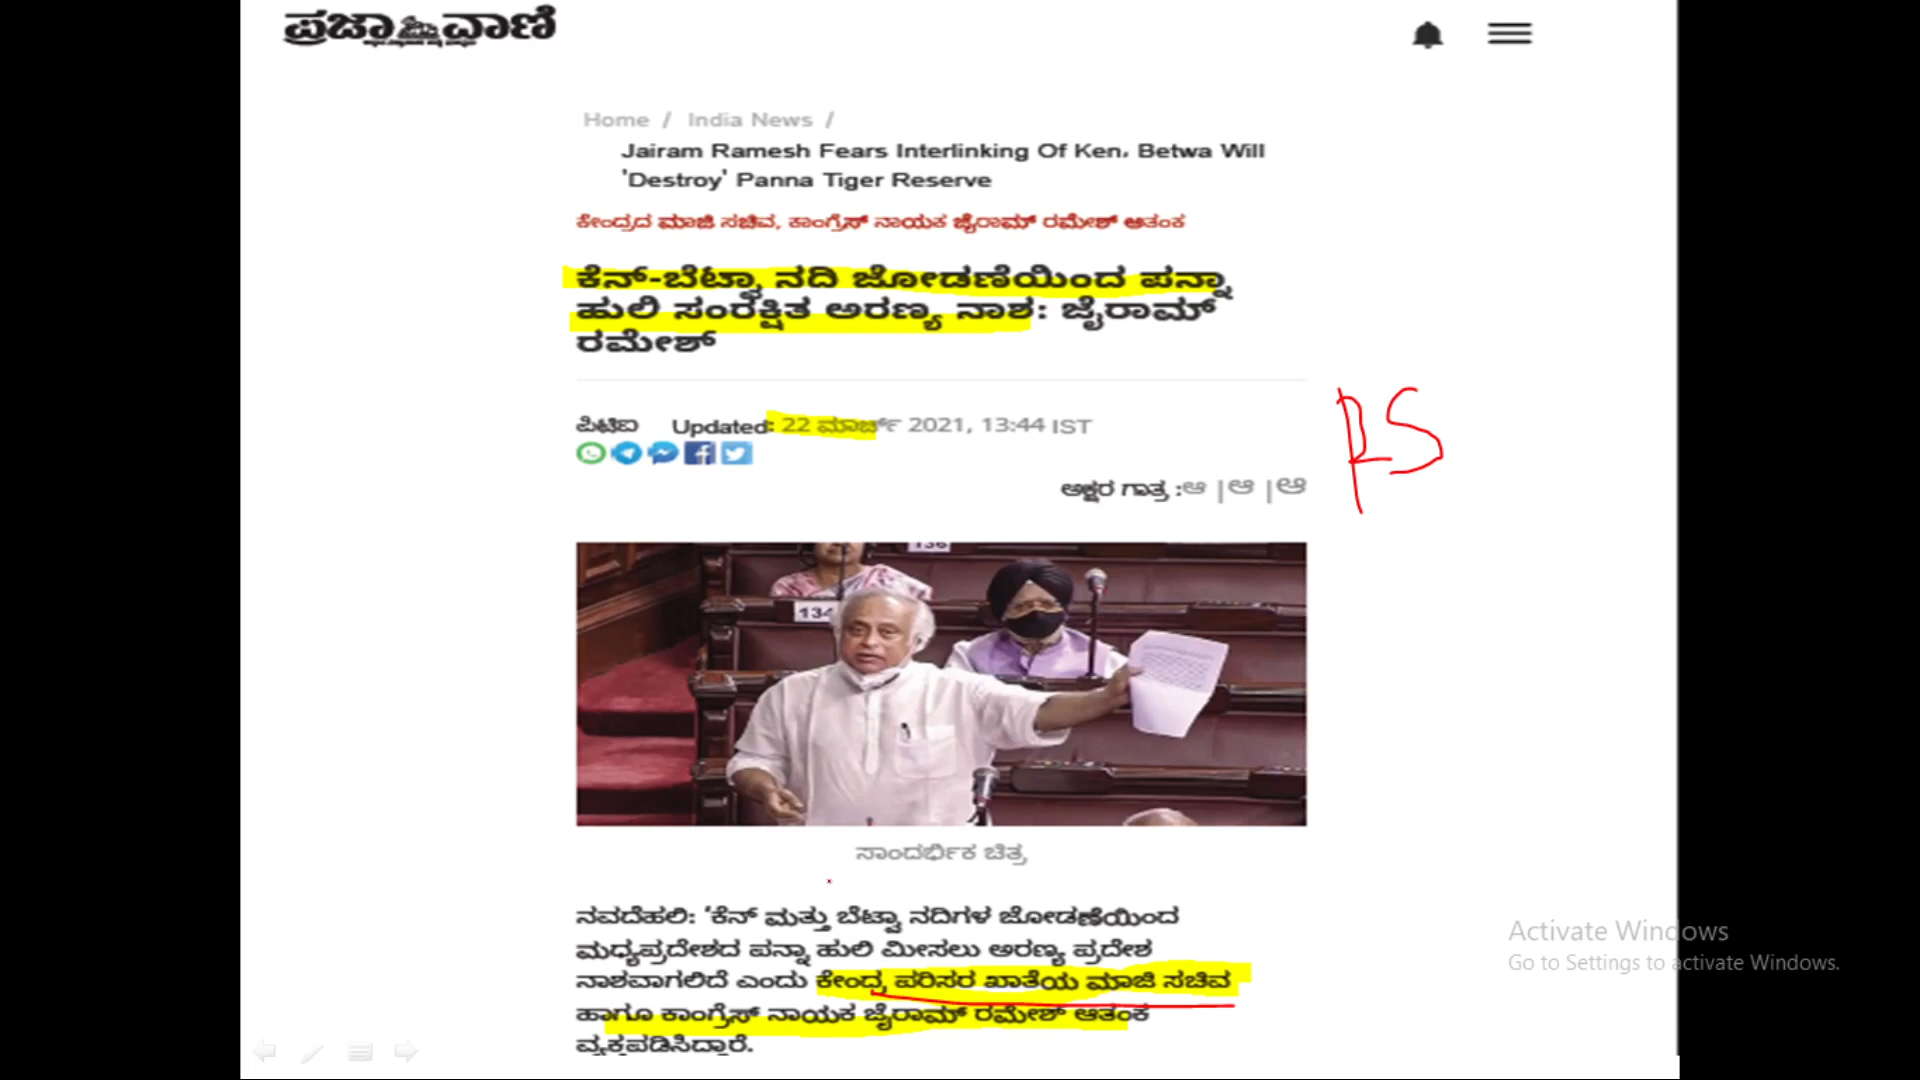 ಪ್ರಜಾವಾಣಿ
Home / India News /
Jairam Ramesh Fears Interlinking Of Ken, Betwa Will
'Destroy' Panna Tiger Reserve
ಕೇಂದ್ರದ ಮಾಜಿ ಸಚಿವ, ಕಾಂಗ್ರೆಸ್ ನಾಯಕ ಜೈರಾಮ್ ರಮೇಶ್ ಆತಂಕ
ಕೆನ್-ಬೆಟ್ವಾ ನದಿ ಜೋಡಣೆಯಿಂದ ಪನ್ನಾ
ಹುಲಿ ಸಂರಕ್ಷಿತ ಅರಣ್ಯ ನಾಶ: ಜೈರಾಮ್
ರಮೇಶ್
ಪಿಟಿಐ Updated: 22 ಮಾರ್ಚ್ 2021, 13:44 IST
RS
ಅಕ್ಷರ ಗಾತ್ರ :ಆ |ಆ |ಆ
136
134
ಸಾಂದರ್ಭಿಕ ಚಿತ್ರ
ನವದೆಹಲಿ: 'ಕೆನ್ ಮತ್ತು ಬೆಟ್ವಾ ನದಿಗಳ ಜೋಡಣೆಯಿಂದ
ಮಧ್ಯಪ್ರದೇಶದ ಪನ್ನಾ ಹುಲಿ ಮೀಸಲು ಅರಣ್ಯ ಪ್ರದೇಶ
ನಾಶವಾಗಲಿದೆ ಎಂದು ಕೇಂದ್ರ ಪರಿಸರ ಖಾತೆಯ ಮಾಜಿ ಸಚಿವ
ಹಾಗೂ ಕಾಂಗ್ರೆಸ್ ನಾಯಕ ಜೈರಾಮ್ ರಮೇಶ್ ಆತಂಕ
ವ್ಯಕ್ತಪಡಿಸಿದ್ದಾರೆ.
Activate Windows
Go to Settings to activate Windows.